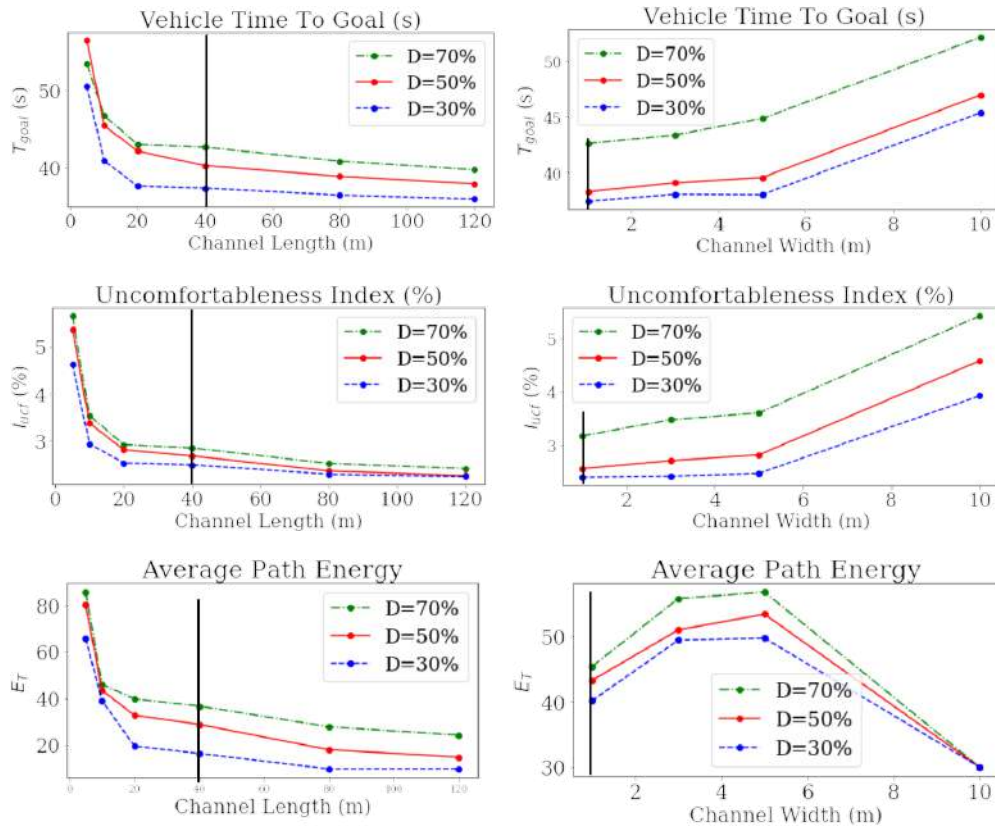 Vehicle Time To Goal (s)
T_goal (s)
50
40
D=70%
D=50%
D=30%
0 20 40 60 80 100 120
Channel Length (m)
Vehicle Time To Goal (s)
T_goal (s)
50
45
40
D=70%
D=50%
D=30%
2 4 6 8 10
Channel Width (m)
Uncomfortableness Index (%)
I_ucf (%)
5
4
3
D=70%
D=50%
D=30%
0 20 40 60 80 100 120
Channel Length (m)
Uncomfortableness Index (%)
I_ucf (%)
5
4
3
D=70%
D=50%
D=30%
2 4 6 8 10
Channel Width (m)
Average Path Energy
E_T
80
60
40
20
D=70%
D=50%
D=30%
0 20 40 60 80 100 120
Channel Length (m)
Average Path Energy
E_T
50
40
30
D=70%
D=50%
D=30%
2 4 6 8 10
Channel Width (m)